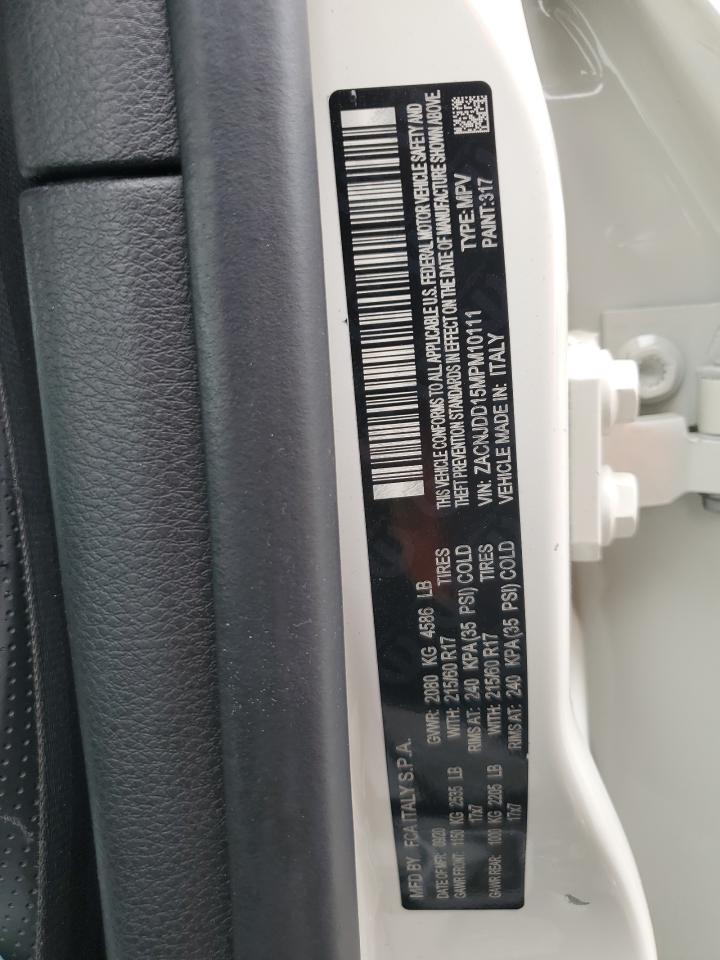 MFD BY FCA ITALY S.P.A.
DATE OF MFR: 09/20 GVWR: 2080 KG 4586 LB
GAWR FRONT: 1150 KG 2535 LB WITH: 215/60 R17 TIRES
17x7 RIMS AT: 240 KPA(35 PSI) COLD
GAWR REAR: 1000 KG 2205 LB WITH: 215/60 R17 TIRES
17x7 RIMS AT: 240 KPA(35 PSI) COLD
THIS VEHICLE CONFORMS TO ALL APPLICABLE U.S. FEDERAL MOTOR VEHICLE SAFETY AND
THEFT PREVENTION STANDARDS IN EFFECT ON THE DATE OF MANUFACTURE SHOWN ABOVE.
VIN: ZACNJDD15MPM10111 TYPE: MPV
VEHICLE MADE IN: ITALY PAINT: 317